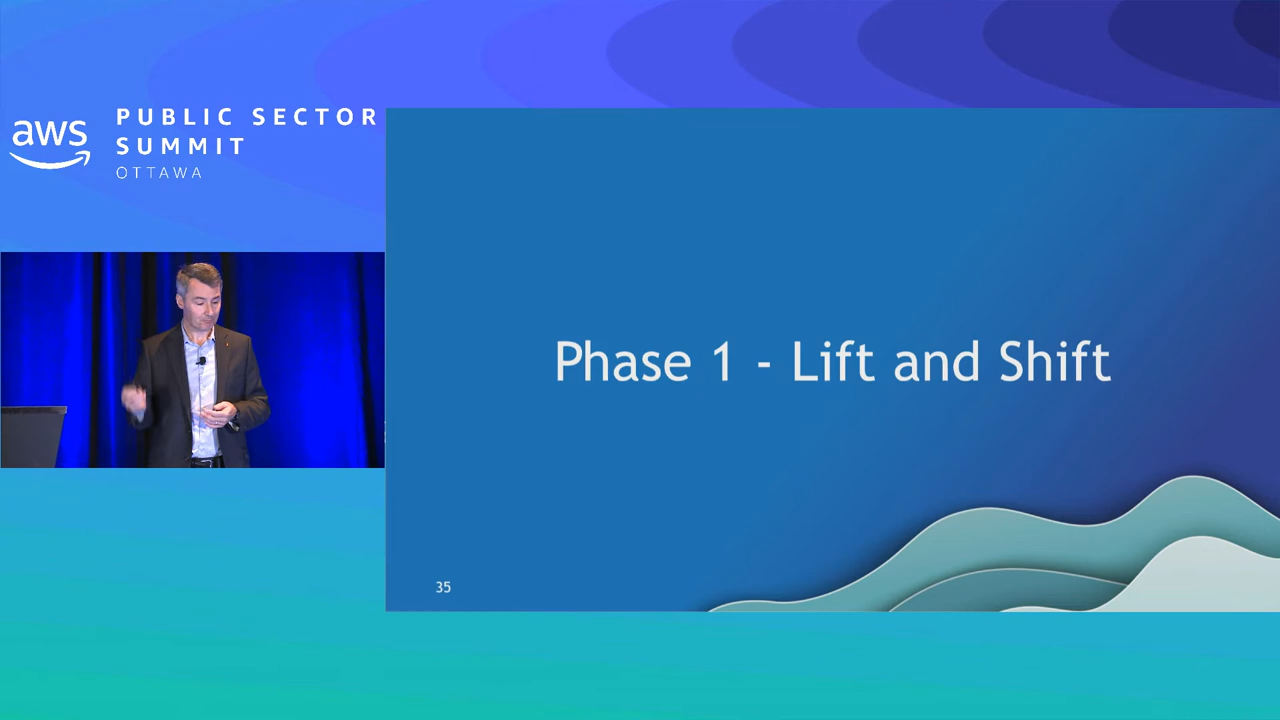 aws
PUBLIC SECTOR
SUMMIT
OTTAWA
Phase 1 - Lift and Shift
35